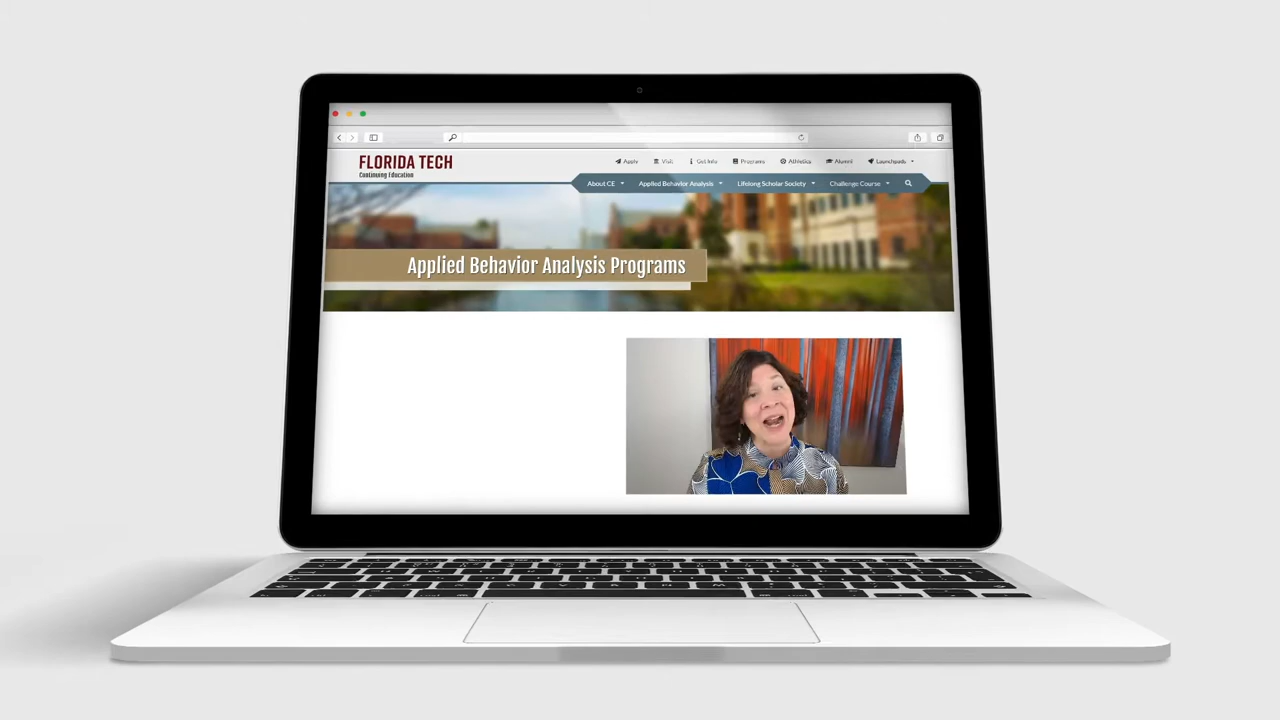 FLORIDA TECH
Continuing Education
Apply Visit Get Info Programs Athletics Alumni Launchpads
About CE Applied Behavior Analysis Lifelong Scholar Society Challenge Course
Applied Behavior Analysis Programs